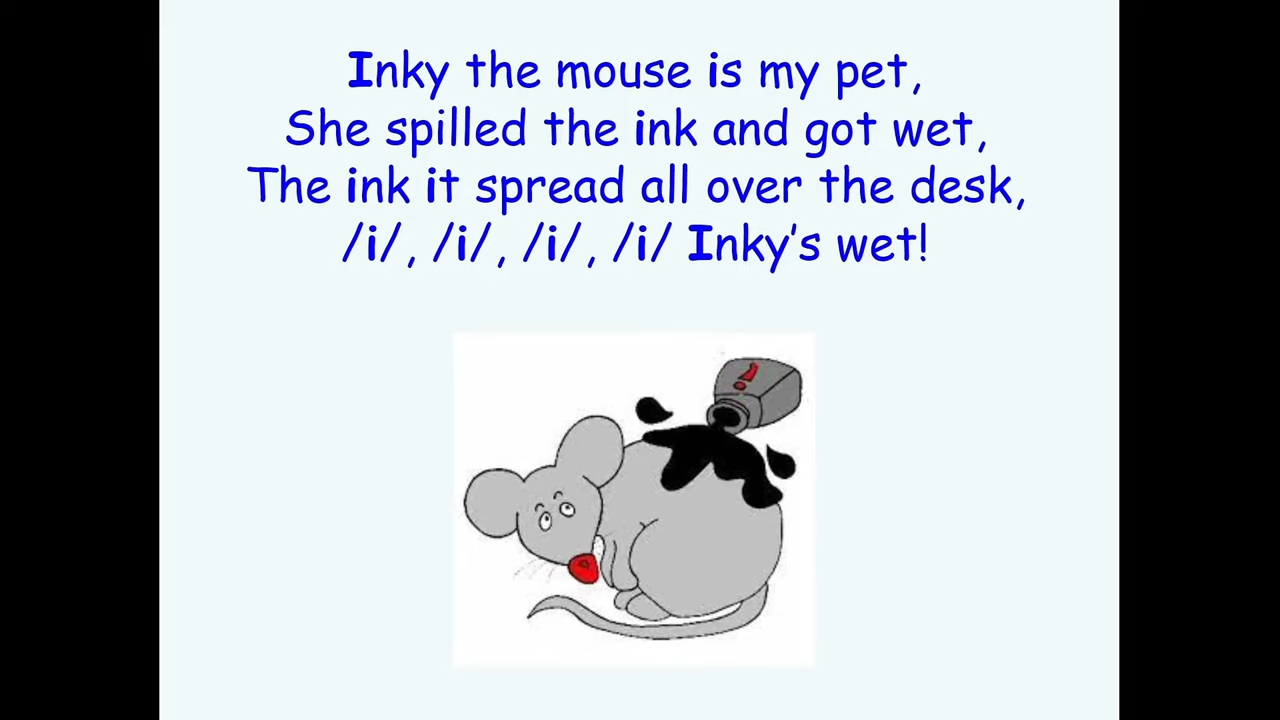 Inky the mouse is my pet,
She spilled the ink and got wet,
The ink it spread all over the desk,
/i/, /i/, /i/, /i/ Inky’s wet!